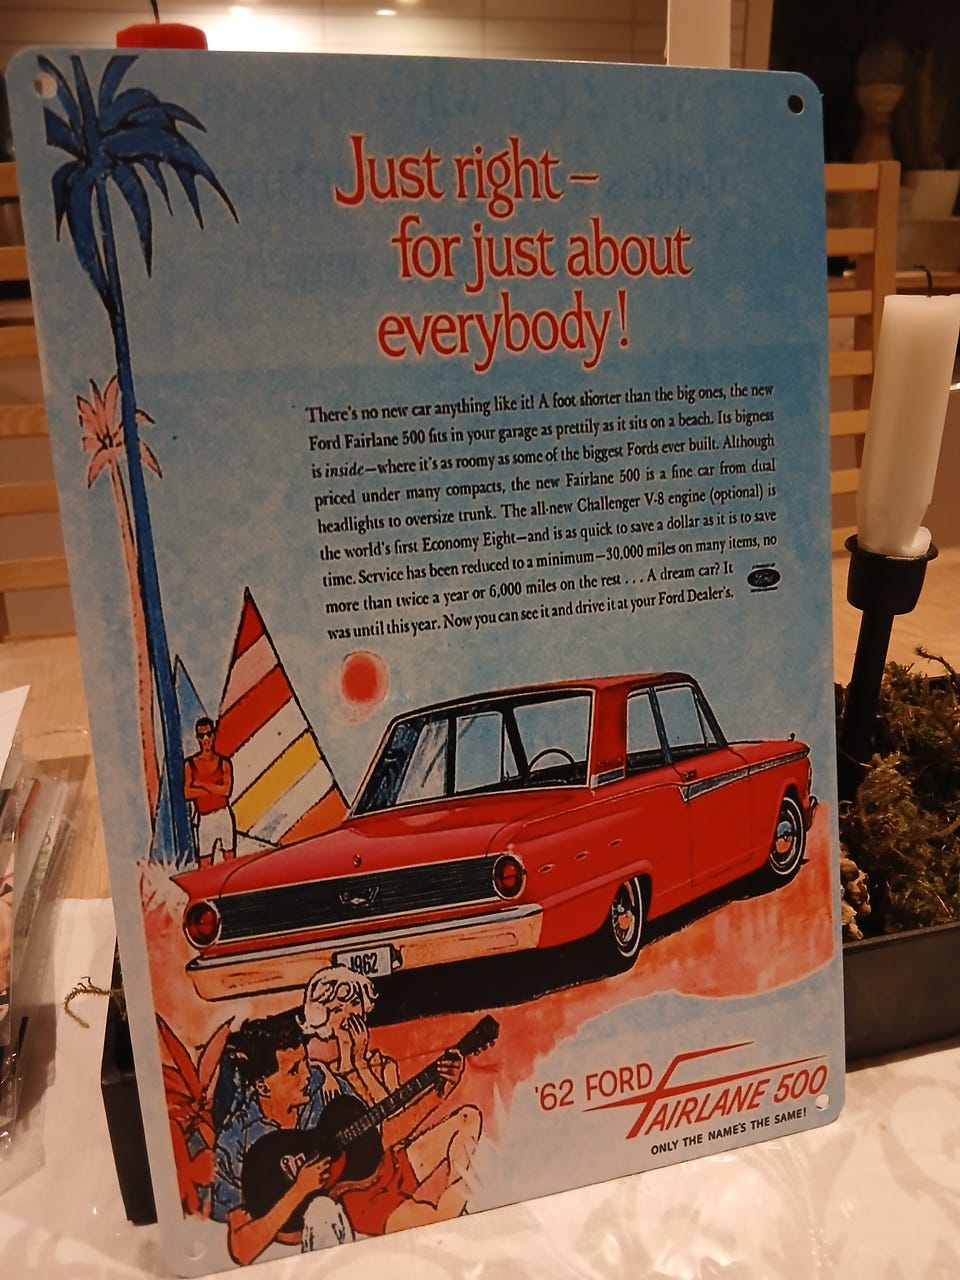 Just right –
for just about
everybody!
There's no new car anything like it! A foot shorter than the big ones, the new
Ford Fairlane 500 fits in your garage as prettily as it sits on a beach. Its bigness
is inside—where it's as roomy as some of the biggest Fords ever built. Although
priced under many compacts, the new Fairlane 500 is a fine car from dual
headlights to oversize trunk. The all-new Challenger V-8 engine (optional) is
the world's first Economy Eight—and is as quick to save a dollar as it is to save
time. Service has been reduced to a minimum—30,000 miles on many items, no
more than twice a year or 6,000 miles on the rest . . . A dream car? It
was until this year. Now you can see it and drive it at your Ford Dealer's.
Ford
1962
'62 FORD
FAIRLANE 500
ONLY THE NAME'S THE SAME!